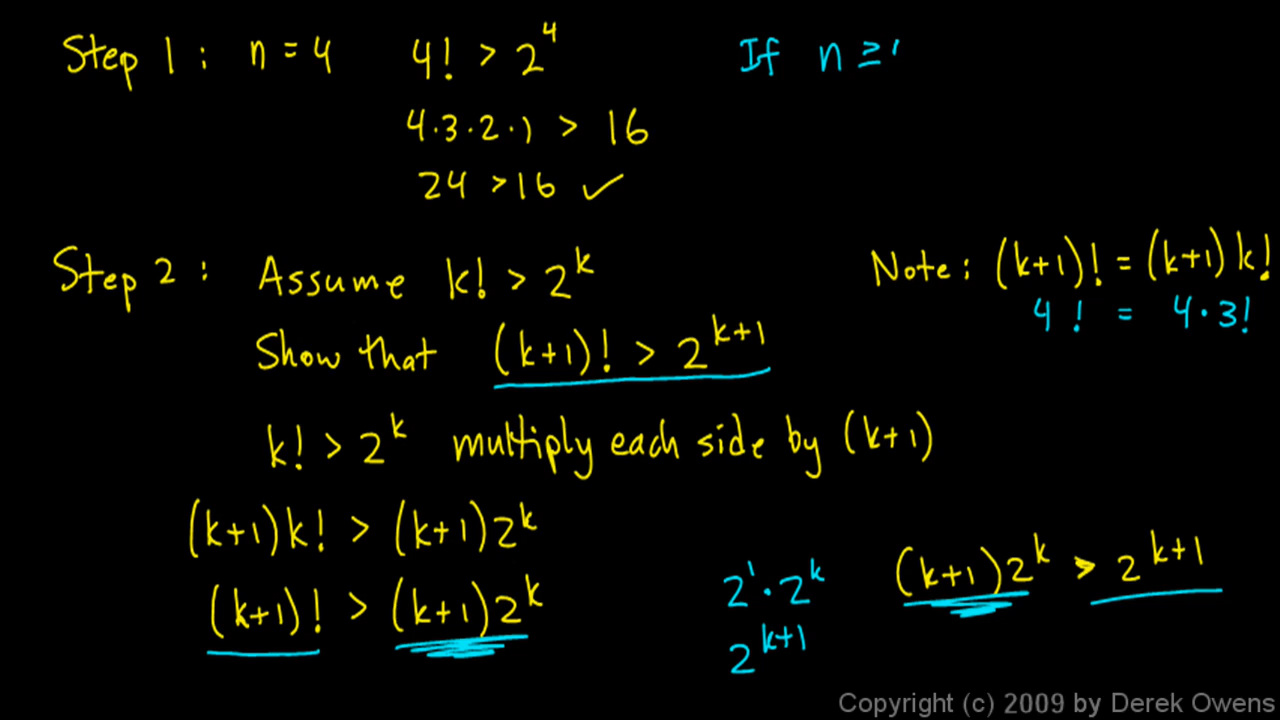 Step 1: n = 4 4! > 2^4 If n ≥
4·3·2·1 > 16
24 > 16 ✓
Step 2: Assume k! > 2^k Note: (k+1)! = (k+1) k!
4! = 4·3!
Show that (k+1)! > 2^{k+1}
k! > 2^k multiply each side by (k+1)
(k+1)k! > (k+1)2^k
2^1 · 2^k (k+1)2^k > 2^{k+1}
(k+1)! > (k+1)2^k
2^{k+1}
Copyright (c) 2009 by Derek Owens